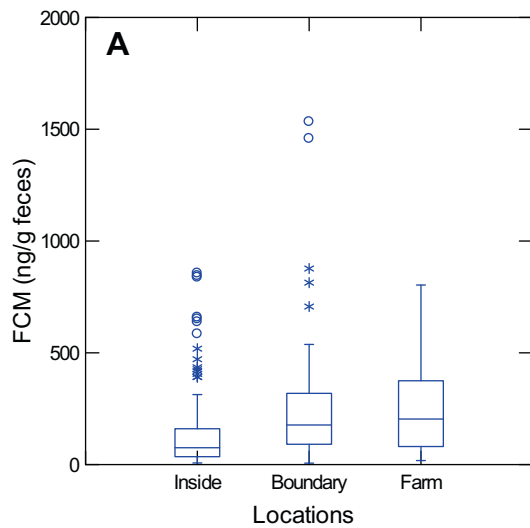 A
2000
1500
1000
500
0
FCM (ng/g feces)
Inside Boundary Farm
Locations